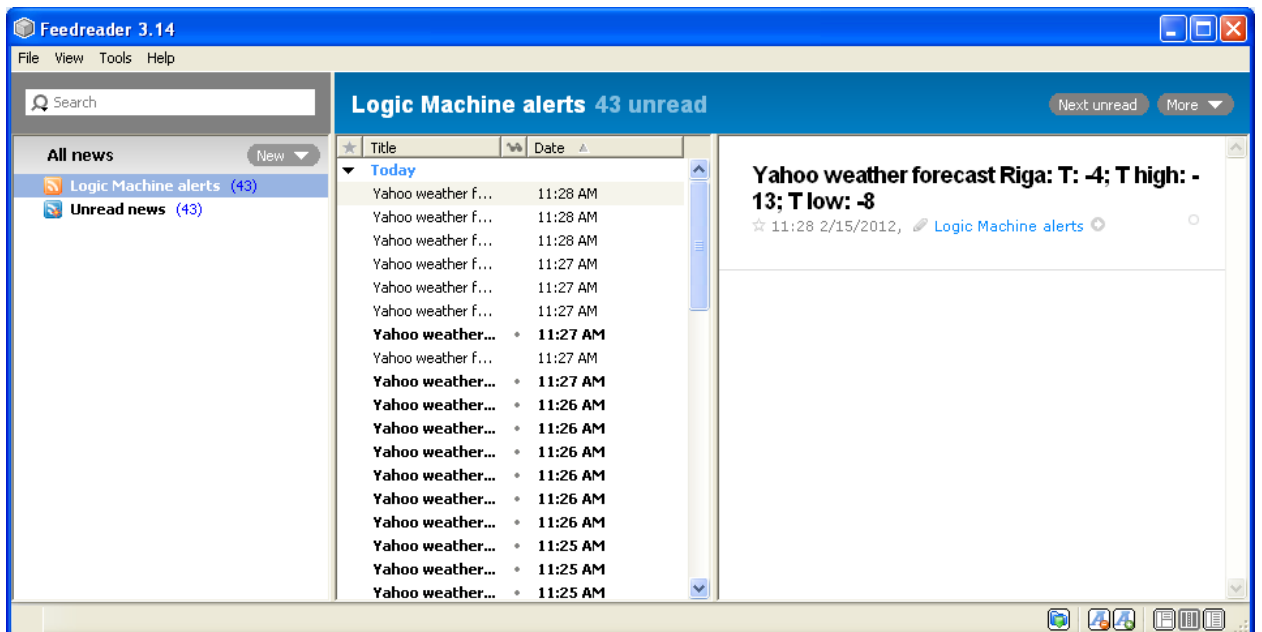 Feedreader 3.14
File View Tools Help
Search
Logic Machine alerts 43 unread
Next unread More
All news New
Logic Machine alerts (43)
Unread news (43)
Title Date
Today
Yahoo weather f... 11:28 AM
Yahoo weather f... 11:28 AM
Yahoo weather f... 11:28 AM
Yahoo weather f... 11:27 AM
Yahoo weather f... 11:27 AM
Yahoo weather f... 11:27 AM
Yahoo weather... 11:27 AM
Yahoo weather f... 11:27 AM
Yahoo weather... 11:27 AM
Yahoo weather... 11:26 AM
Yahoo weather... 11:26 AM
Yahoo weather... 11:26 AM
Yahoo weather... 11:26 AM
Yahoo weather... 11:26 AM
Yahoo weather... 11:26 AM
Yahoo weather... 11:25 AM
Yahoo weather... 11:25 AM
Yahoo weather... 11:25 AM
Yahoo weather forecast Riga: T: -4; T high: -
13; T low: -8
11:28 2/15/2012, Logic Machine alerts